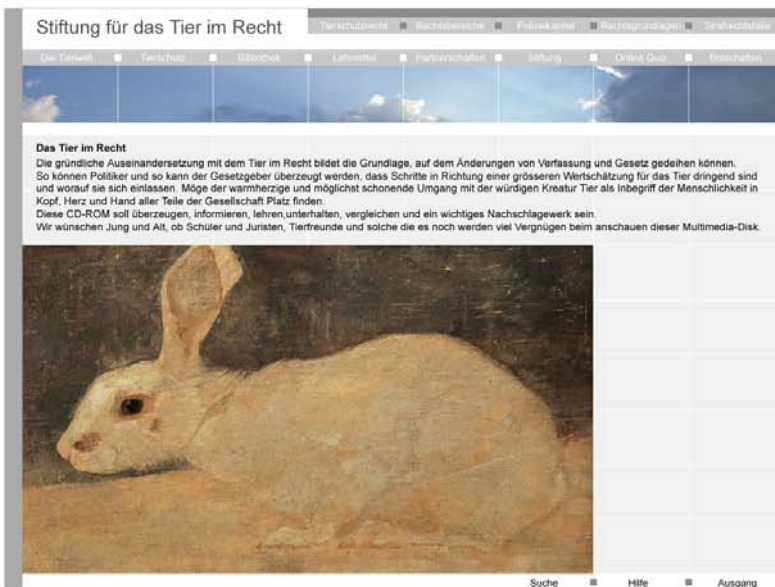 Stiftung für das Tier im Recht
Tierschutzrecht Rechtsbereiche Polizeikapitel Rechtsgrundlagen Strafrechtsfälle
Die Tierwelt Tierschutz Bibliothek Lehrmittel Partnerschaften Stiftung Online Quiz Botschaften
Das Tier im Recht
Die gründliche Auseinandersetzung mit dem Tier im Recht bildet die Grundlage, auf dem Änderungen von Verfassung und Gesetz gedeihen können.
So können Politiker und so kann der Gesetzgeber überzeugt werden, dass Schritte in Richtung einer grösseren Wertschätzung für das Tier dringend sind
und worauf sie sich einlassen. Möge der warmherzige und möglichst schonende Umgang mit der würdigen Kreatur Tier als Inbegriff der Menschlichkeit in
Kopf, Herz und Hand aller Teile der Gesellschaft Platz finden.
Diese CD-ROM soll überzeugen, informieren, lehren,unterhalten, vergleichen und ein wichtiges Nachschlagewerk sein.
Wir wünschen Jung und Alt, ob Schüler und Juristen, Tierfreunde und solche die es noch werden viel Vergnügen beim anschauen dieser Multimedia-Disk.
Suche Hilfe Ausgang